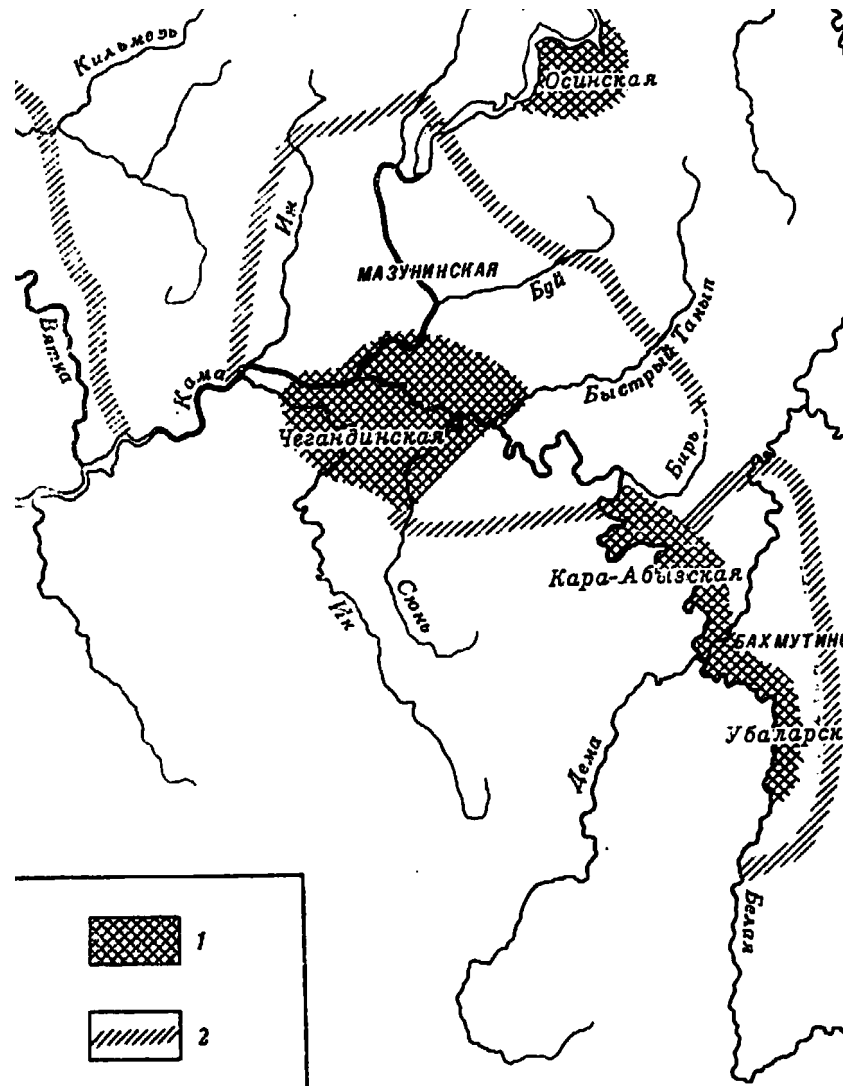 Кильмезь
Осинская
Иж
МАЗУНИНСКАЯ
Буй
Вятка
Кама
Быстрый Танып
Чегандинская
Бирь
Кара-Абызская
Сюнь
Ик
БАХМУТИНС
Убаларск
Дема
Белая
1
2